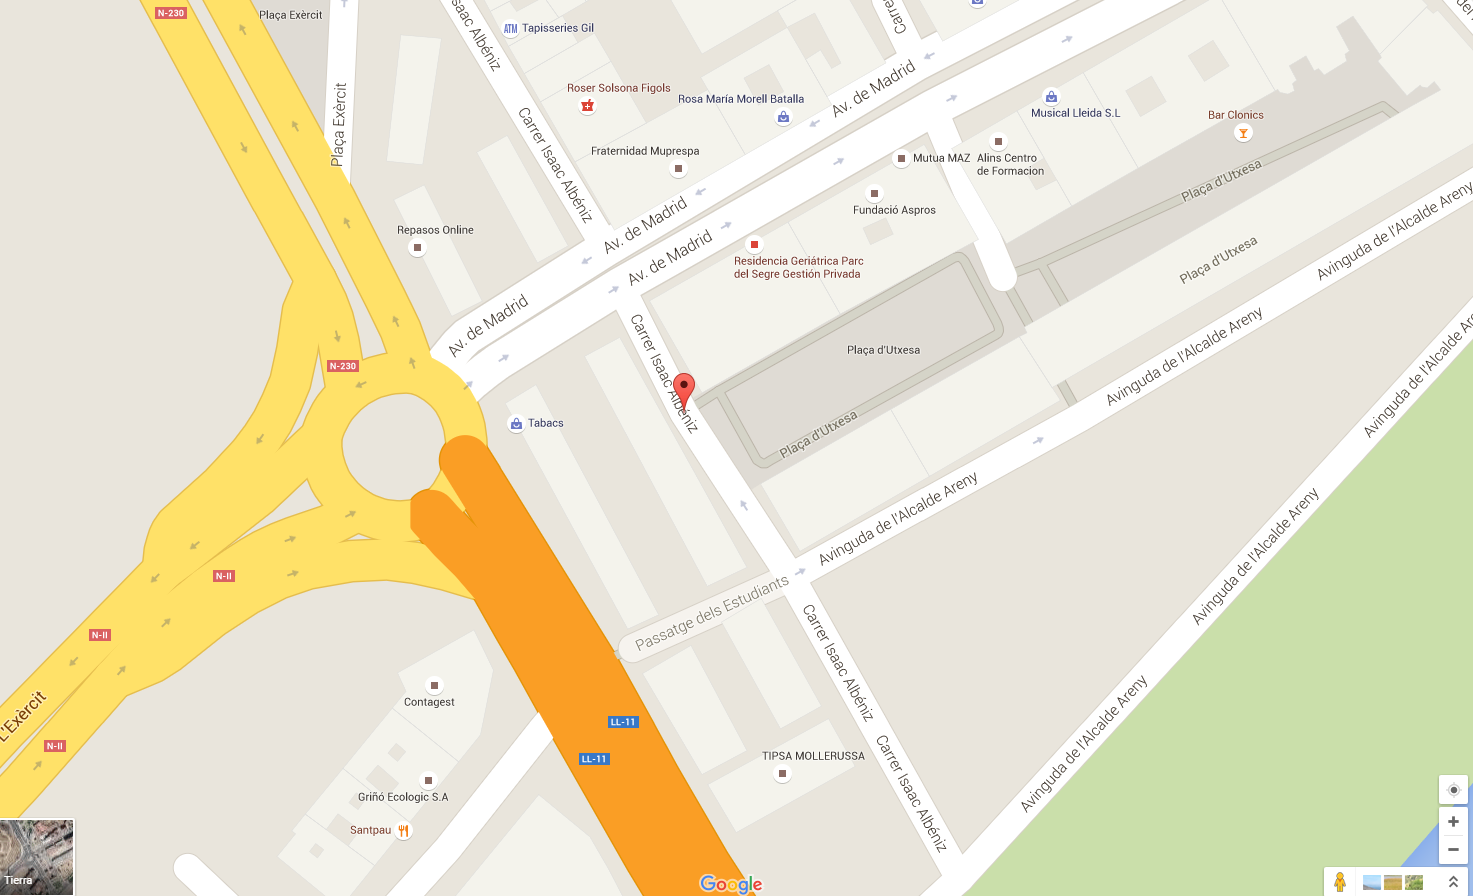 N-230
Plaça Exèrcit
Carrer Isaac Albéniz
ATM Tapisseries Gil
Carrer
Av. de Madrid
Roser Solsona Figols
Rosa María Morell Batalla
Musical Lleida S.L
Bar Clonics
Plaça Exèrcit
Carrer Isaac Albéniz
Fraternidad Muprespa
Mutua MAZ
Alins Centro
de Formacion
Plaça d'Utxesa
Fundació Aspros
Repasos Online
Av. de Madrid
Av. de Madrid
Residencia Geriátrica Parc
del Segre Gestión Privada
Plaça d'Utxesa
Avinguda de l'Alcalde Areny
Av. de Madrid
Carrer Isaac Albéniz
Plaça d'Utxesa
N-230
Avinguda de l'Alcalde Areny
Avinguda de l'Alcalde Areny
Tabacs
Plaça d'Utxesa
Avinguda de l'Alcalde Areny
Avinguda de l'Alcalde Areny
N-II
Passatge dels Estudiants
N-II
Carrer Isaac Albéniz
Contagest
L'Exèrcit
LL-11
N-II
LL-11
TIPSA MOLLERUSSA
Avinguda de l'Alcalde Areny
Carrer Isaac Albéniz
Griñó Ecologic S.A
Santpau
Tierra
Google